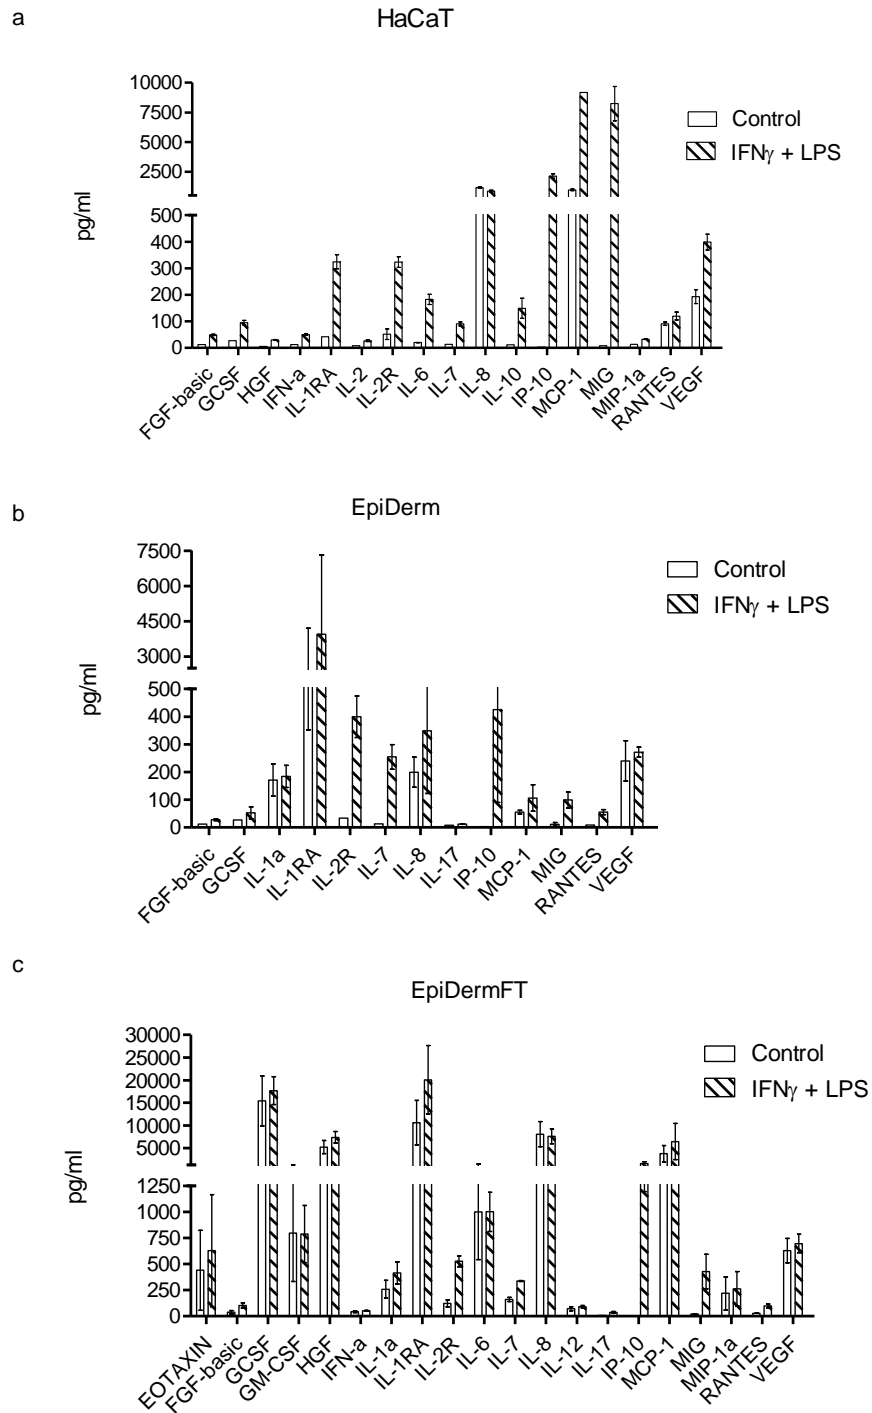 a
HaCaT
10000
7500
5000
2500
500
400
300
200
100
0
pg/ml
Control
IFNγ + LPS
FGF-basic
GCSF
HGF
IFN-a
IL-1RA
IL-2
IL-2R
IL-6
IL-7
IL-8
IL-10
IP-10
MCP-1
MIG
MIP-1a
RANTES
VEGF
b
EpiDerm
7500
6000
4500
3000
500
400
300
200
100
0
pg/ml
Control
IFNγ + LPS
FGF-basic
GCSF
IL-1a
IL-1RA
IL-2R
IL-7
IL-8
IL-17
IP-10
MCP-1
MIG
RANTES
VEGF
c
EpiDermFT
30000
25000
20000
15000
10000
5000
1250
1000
750
500
250
0
pg/ml
Control
IFNγ + LPS
EOTAXIN
FGF-basic
GCSF
GM-CSF
HGF
IFN-a
IL-1a
IL-1RA
IL-2R
IL-6
IL-7
IL-8
IL-12
IL-17
IP-10
MCP-1
MIG
MIP-1a
RANTES
VEGF